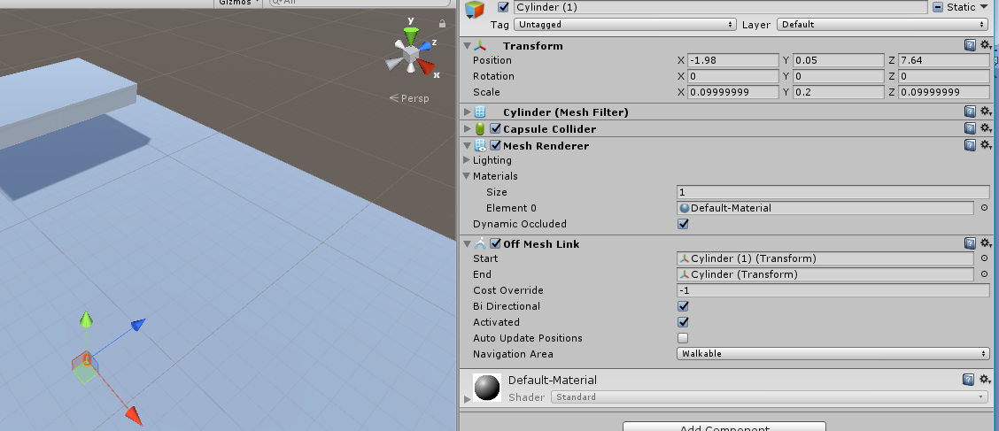 Gizmos All
y
z
x
Persp
Cylinder (1) Static
Tag Untagged Layer Default
Transform
Position X -1.98 Y 0.05 Z 7.64
Rotation X 0 Y 0 Z 0
Scale X 0.09999999 Y 0.2 Z 0.09999999
Cylinder (Mesh Filter)
Capsule Collider
Mesh Renderer
Lighting
Materials
Size 1
Element 0 Default-Material
Dynamic Occluded
Off Mesh Link
Start Cylinder (1) (Transform)
End Cylinder (Transform)
Cost Override -1
Bi Directional
Activated
Auto Update Positions
Navigation Area Walkable
Default-Material
Shader Standard
Add Component